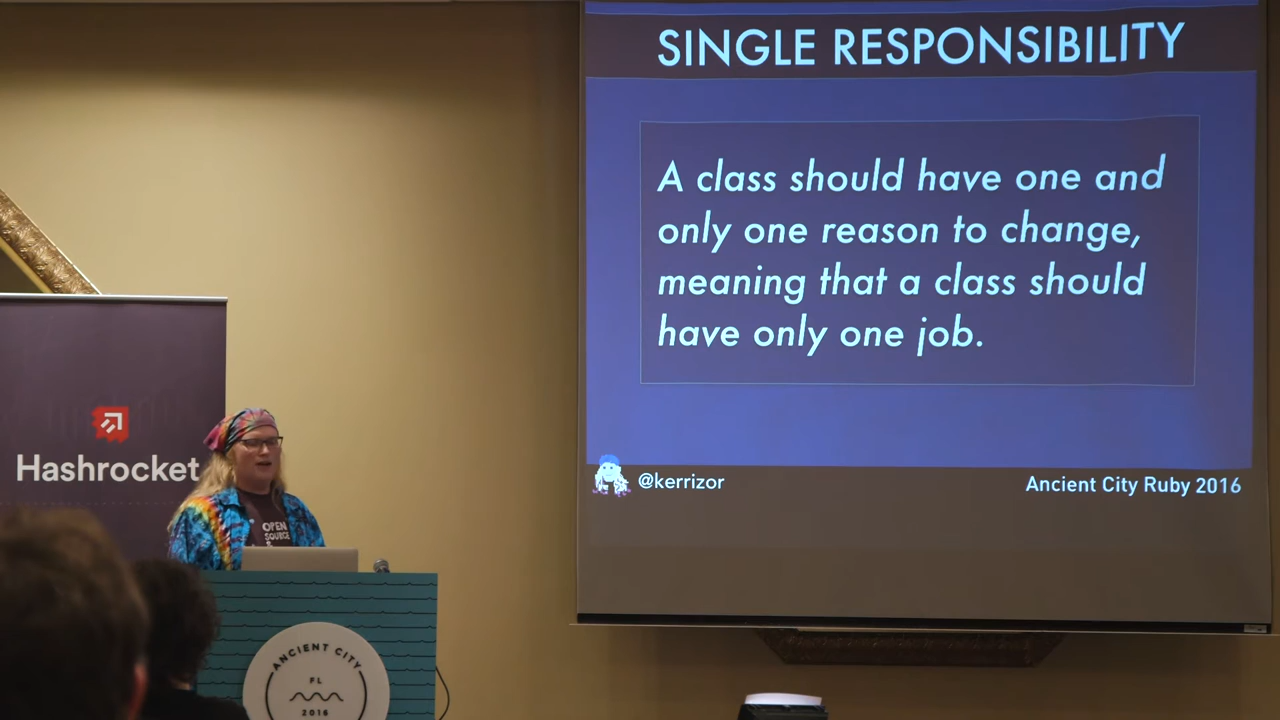 SINGLE RESPONSIBILITY
A class should have one and
only one reason to change,
meaning that a class should
have only one job.
@kerrizor
Ancient City Ruby 2016
Hashrocket
OPEN
SOURCE
ANCIENT CITY
FL
2016